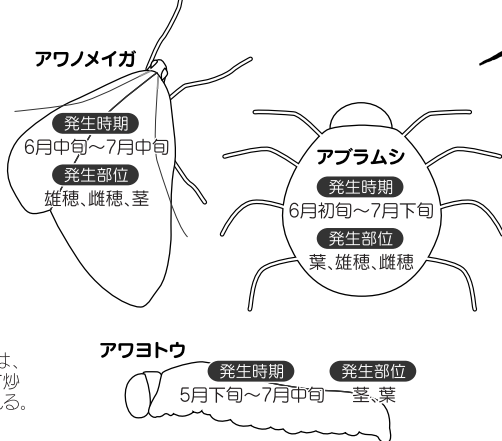 アワノメイガ
発生時期
6月中旬～7月中旬
発生部位
雄穂、雌穂、茎
アブラムシ
発生時期
6月初旬～7月下旬
発生部位
葉、雄穂、雌穂
アワヨトウ
発生時期 発生部位
5月下旬～7月中旬 茎、葉
は、
炒
る。